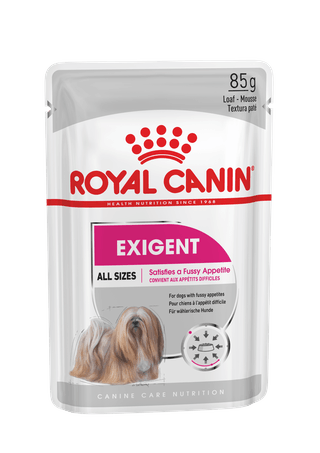 85g
Loaf - Mousse
Textura paté
ROYAL CANIN
HEALTH NUTRITION SINCE 1968
EXIGENT
ALL SIZES
Satisfies a Fussy Appetite
CONVIENT AUX APPÉTITS DIFFICILES
For dogs with fussy appetites
Pour chiens à l'appétit difficile
Für wählerische Hunde
CANINE CARE NUTRITION